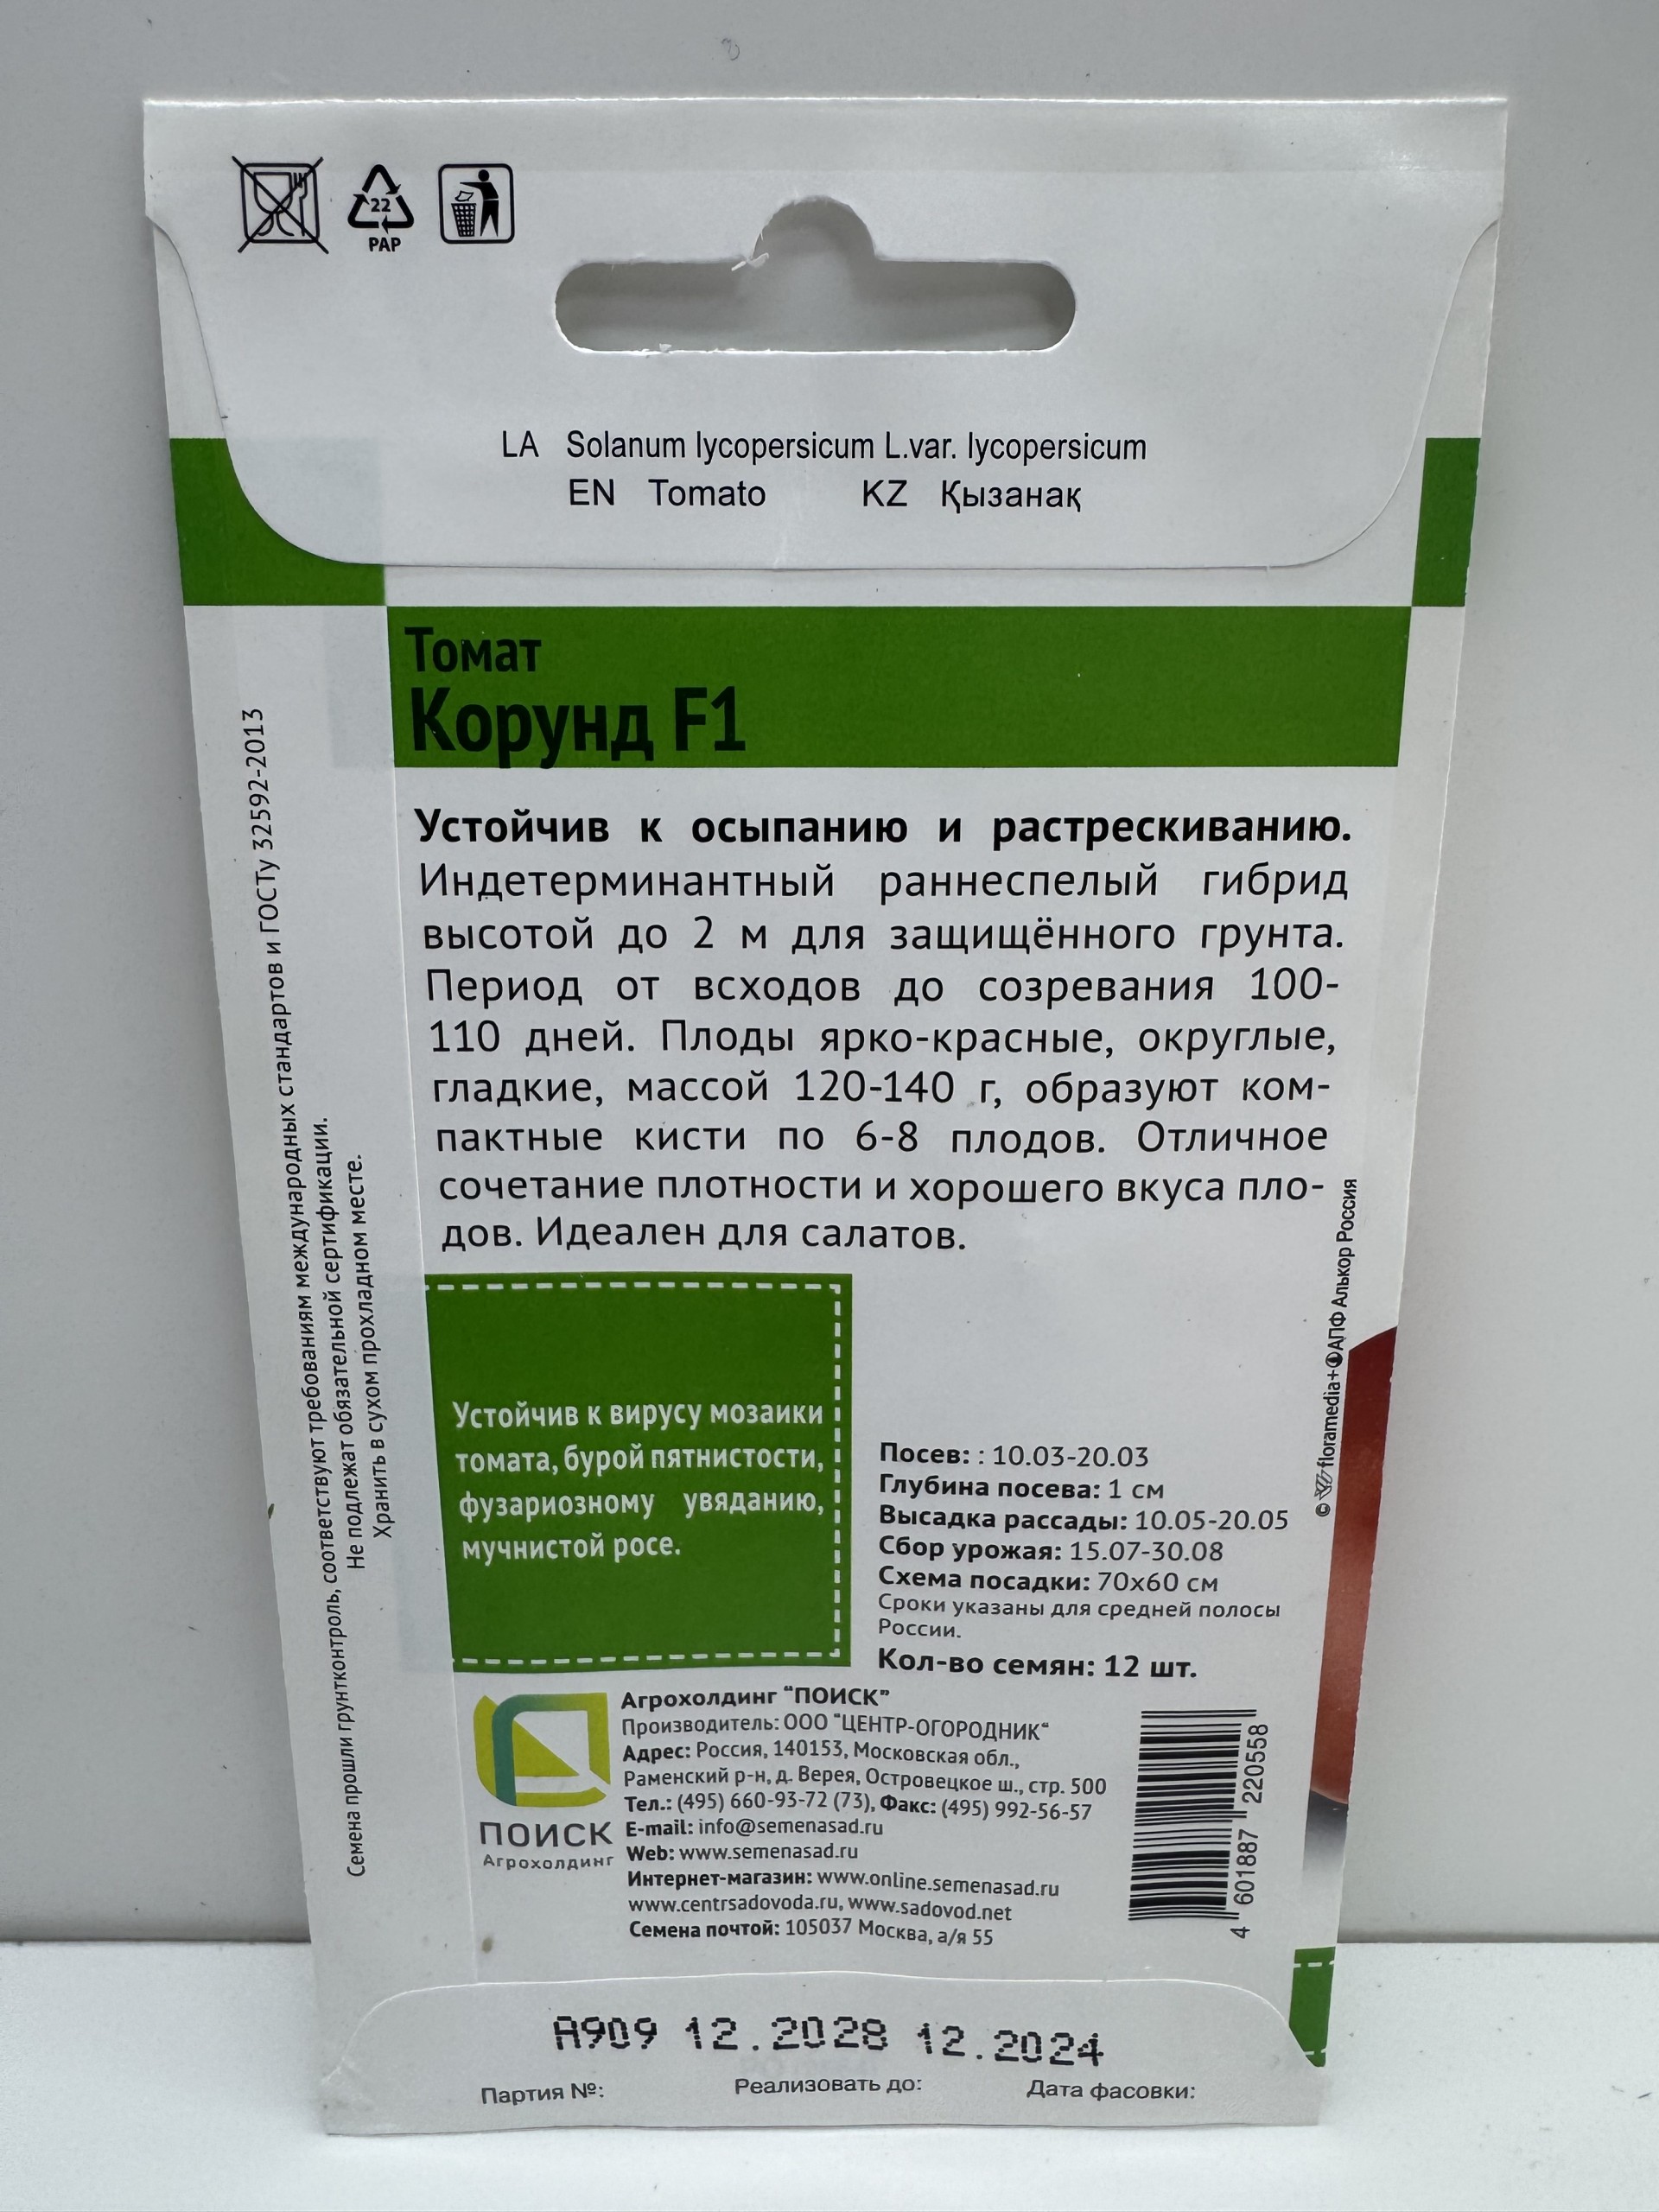 22
PAP
LA Solanum lycopersicum L.var. lycopersicum
EN Tomato KZ Қызанақ
Томат
Корунд F1
Устойчив к осыпанию и растрескиванию.
Индетерминантный раннеспелый гибрид
высотой до 2 м для защищённого грунта.
Период от всходов до созревания 100-
110 дней. Плоды ярко-красные, округлые,
гладкие, массой 120-140 г, образуют ком-
пактные кисти по 6-8 плодов. Отличное
сочетание плотности и хорошего вкуса пло-
дов. Идеален для салатов.
Семена прошли грунтконтроль, соответствуют требованиям международных стандартов и ГОСТу 32592-2013
Не подлежат обязательной сертификации.
Хранить в сухом прохладном месте.
Устойчив к вирусу мозаики
томата, бурой пятнистости,
фузариозному увяданию,
мучнистой росе.
Посев: : 10.03-20.03
Глубина посева: 1 см
Высадка рассады: 10.05-20.05
Сбор урожая: 15.07-30.08
Схема посадки: 70х60 см
Сроки указаны для средней полосы
России.
Кол-во семян: 12 шт.
© floramedia+ АПФ Алькор Россия
ПОИСК
Агрохолдинг
Агрохолдинг "ПОИСК"
Производитель: ООО "ЦЕНТР-ОГОРОДНИК"
Адрес: Россия, 140153, Московская обл.,
Раменский р-н, д. Верея, Островецкое ш., стр. 500
Тел.: (495) 660-93-72 (73), Факс: (495) 992-56-57
E-mail: info@semenasad.ru
Web: www.semenasad.ru
Интернет-магазин: www.online.semenasad.ru
www.centrsadovoda.ru, www.sadovod.net
Семена почтой: 105037 Москва, а/я 55
4 601887 220558
A909 12.2028 12.2024
Партия №: Реализовать до: Дата фасовки: